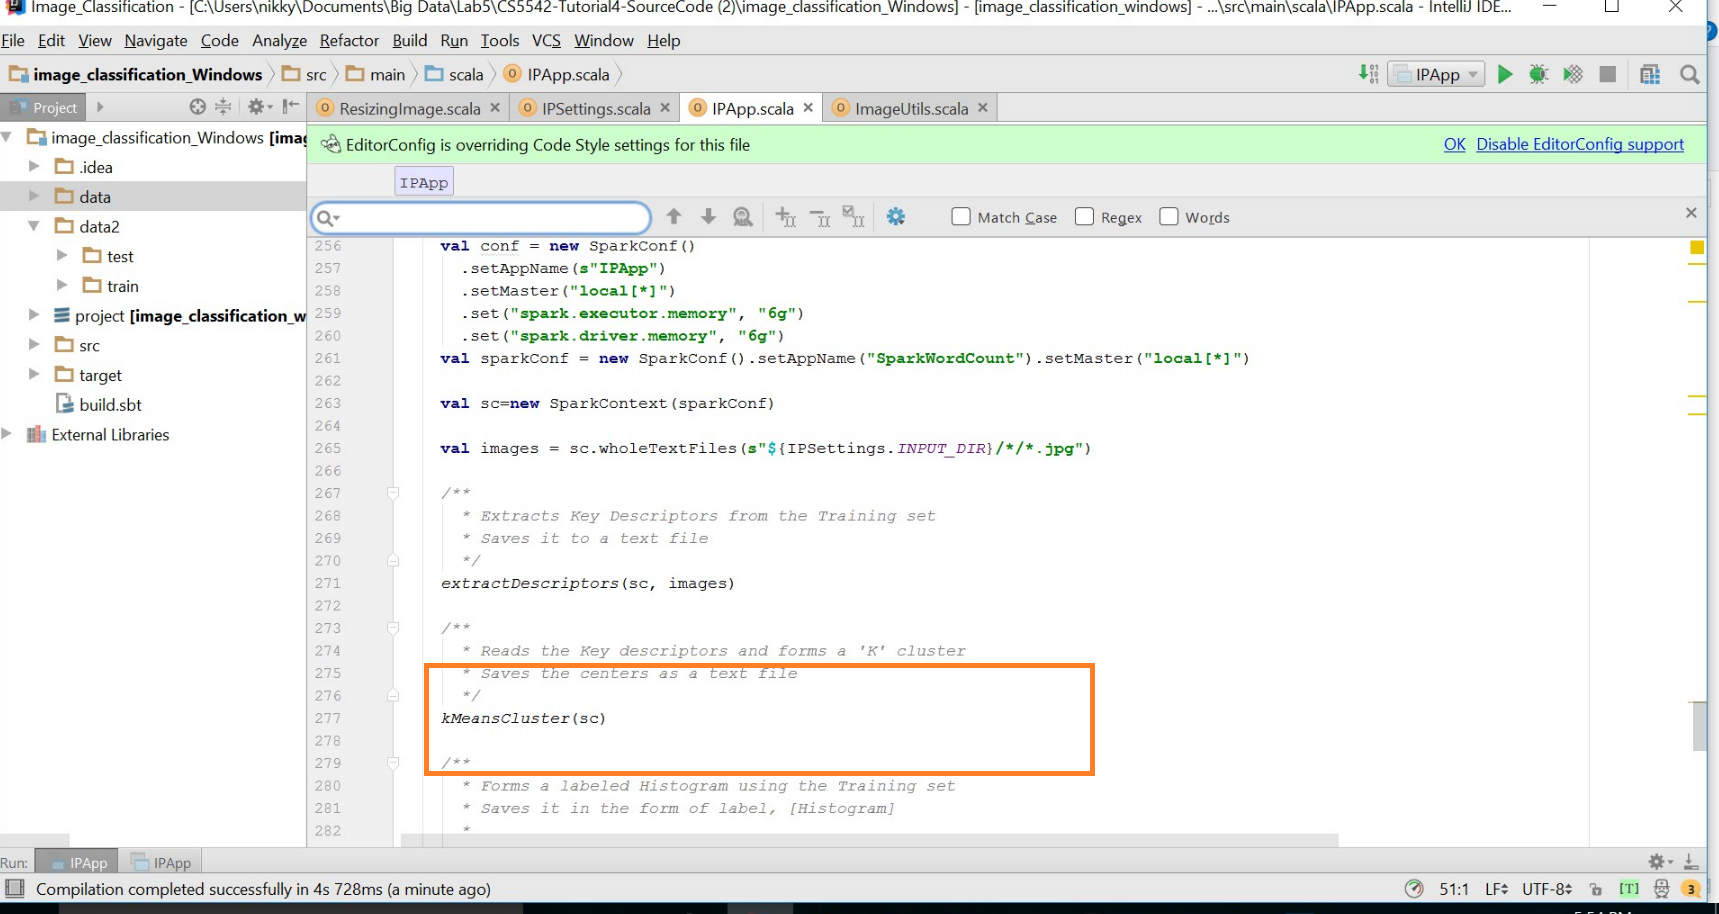 Image_Classification - [C:\Users\nikky\Documents\Big Data\Lab5\CS5542-Tutorial4-SourceCode (2)\image_classification_Windows] - [image_classification_windows] - ...\src\main\scala\IPApp.scala - IntelliJ IDE...
File Edit View Navigate Code Analyze Refactor Build Run Tools VCS Window Help
image_classification_Windows src main scala IPApp.scala IPApp
Project ResizingImage.scala IPSettings.scala IPApp.scala ImageUtils.scala
image_classification_Windows [imag
.idea
data
data2
test
train
project [image_classification_w
src
target
build.sbt
External Libraries
EditorConfig is overriding Code Style settings for this file OK Disable EditorConfig support
IPApp
Match Case Regex Words
256 val conf = new SparkConf()
257 .setAppName(s"IPApp")
258 .setMaster("local[*]")
259 .set("spark.executor.memory", "6g")
260 .set("spark.driver.memory", "6g")
261 val sparkConf = new SparkConf().setAppName("SparkWordCount").setMaster("local[*]")
262
263 val sc=new SparkContext(sparkConf)
264
265 val images = sc.wholeTextFiles(s"${IPSettings.INPUT_DIR}/*/*.jpg")
266
267 /**
268 * Extracts Key Descriptors from the Training set
269 * Saves it to a text file
270 */
271 extractDescriptors(sc, images)
272
273 /**
274 * Reads the Key descriptors and forms a 'K' cluster
275 * Saves the centers as a text file
276 */
277 kMeansCluster(sc)
278
279 /**
280 * Forms a labeled Histogram using the Training set
281 * Saves it in the form of label, [Histogram]
282 *
Run: IPApp IPApp
Compilation completed successfully in 4s 728ms (a minute ago) 51:1 LF UTF-8 [T] 3